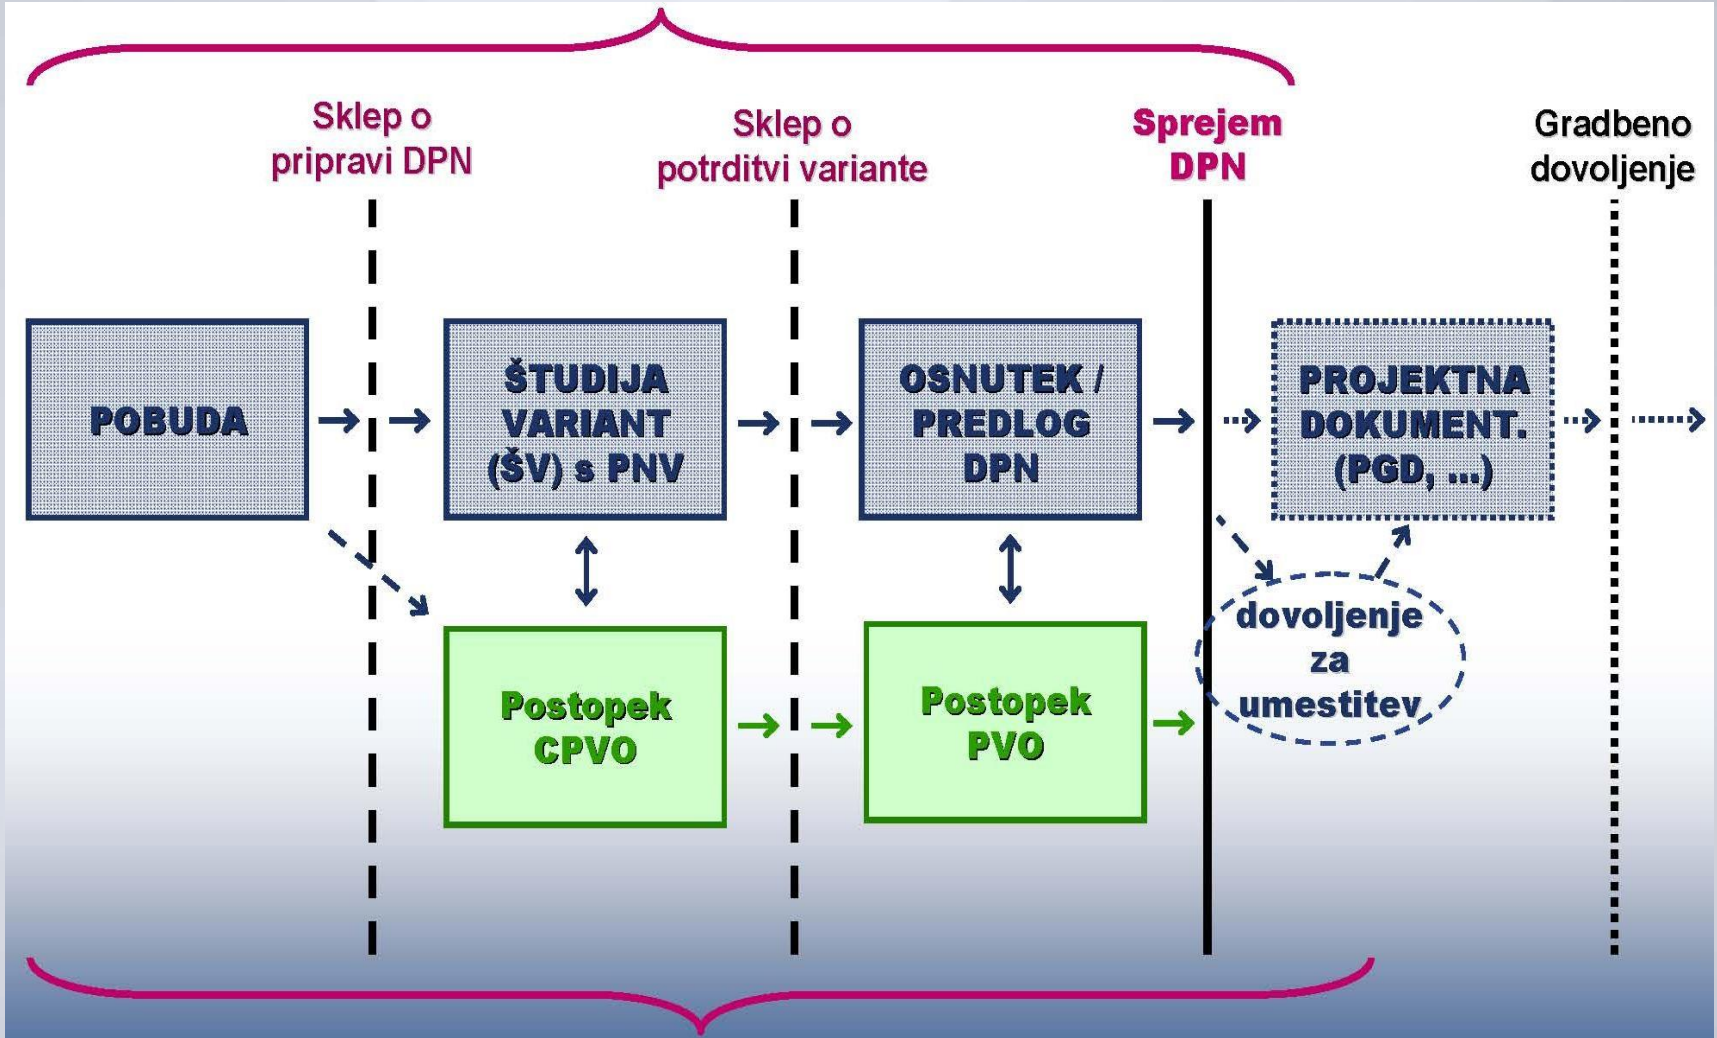 Sklep o
pripravi DPN
Sklep o
potrditvi variante
Sprejem
DPN
Gradbeno
dovoljenje
POBUDA
ŠTUDIJA
VARIANT
(ŠV) s PNV
OSNUTEK /
PREDLOG
DPN
PROJEKTNA
DOKUMENT.
(PGD, ...)
Postopek
CPVO
Postopek
PVO
dovoljenje
za
umestitev